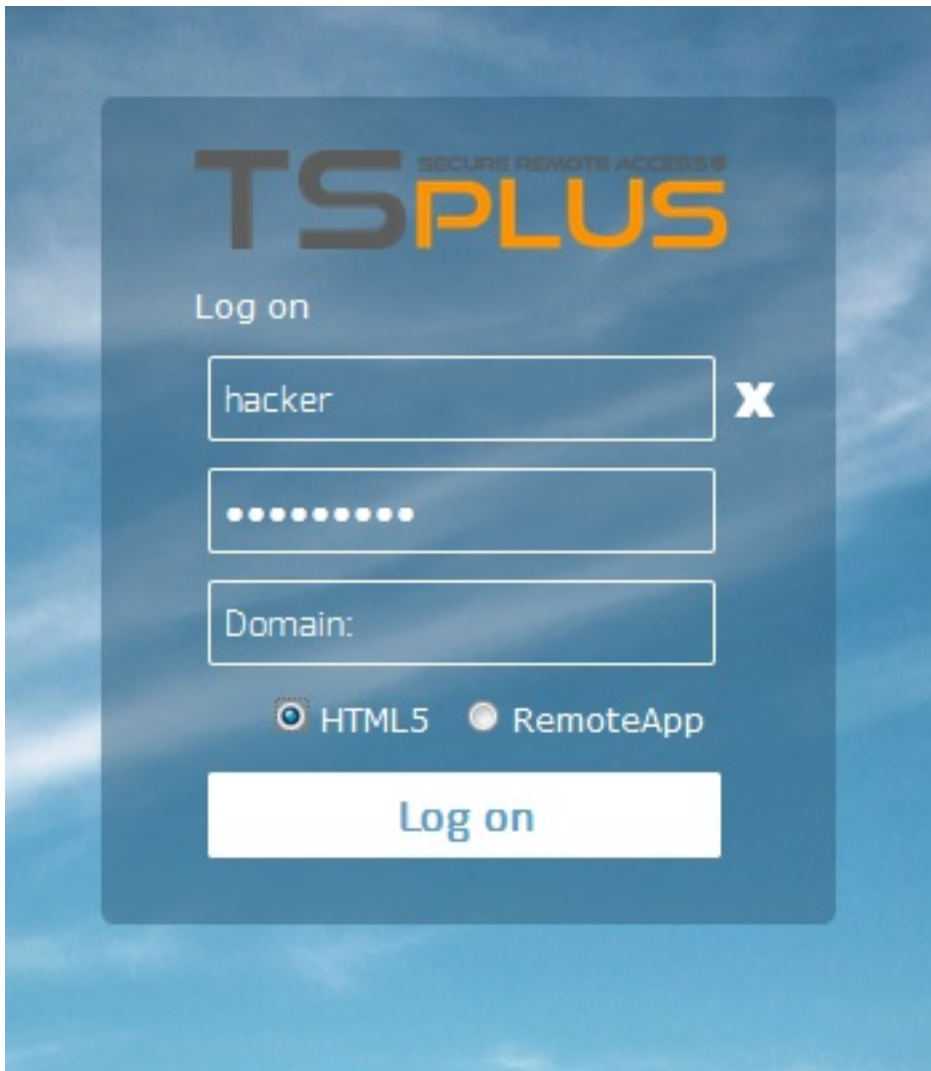 TSPLUS
SECURE REMOTE ACCESS®
Log on
hacker
X
●●●●●●●●●
Domain:
HTML5 RemoteApp
Log on